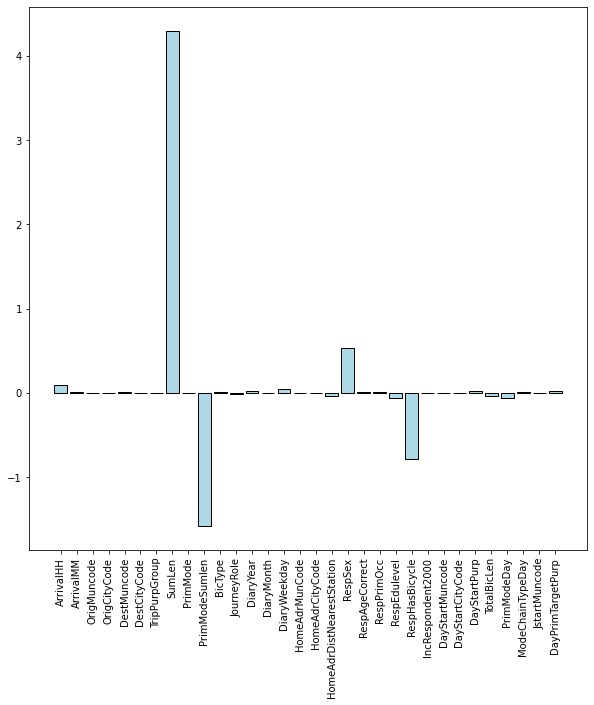 4
3
2
1
0
−1
ArrivalHH
ArrivalMM
OrigMuncode
OrigCityCode
DestMuncode
DestCityCode
TripPurpGroup
SumLen
PrimMode
PrimModeSumlen
BicType
JourneyRole
DiaryYear
DiaryMonth
DiaryWeekday
HomeAdrMunCode
HomeAdrCityCode
HomeAdrDistNearestStation
RespSex
RespAgeCorrect
RespPrimOcc
RespEdulevel
RespHasBicycle
IncRespondent2000
DayStartMuncode
DayStartCityCode
DayStartPurp
TotalBicLen
PrimModeDay
ModeChainTypeDay
JstartMuncode
DayPrimTargetPurp